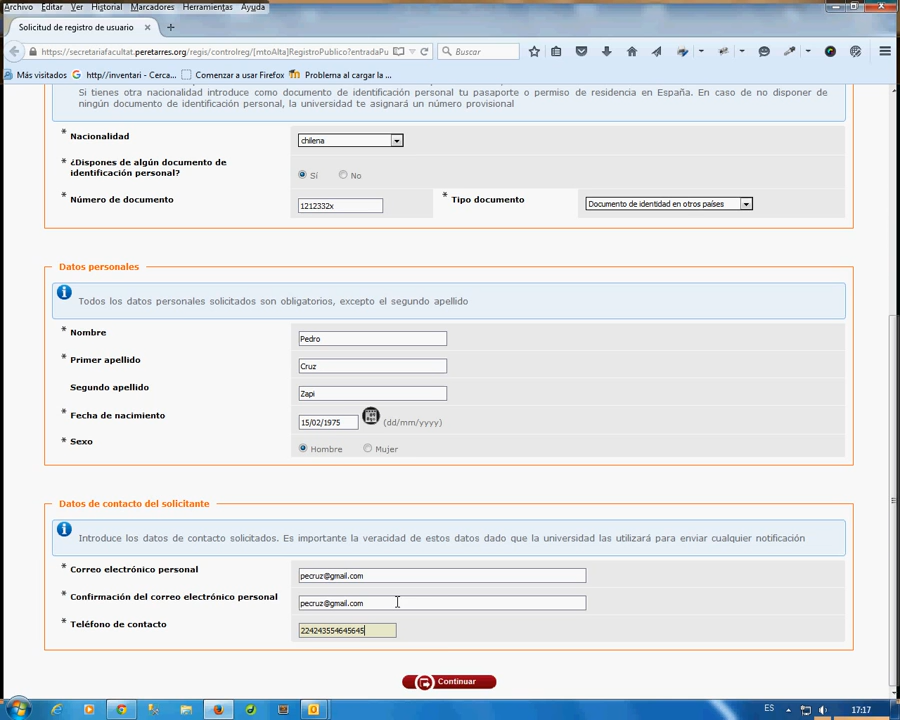 Archivo Editar Ver Historial Marcadores Herramientas Ayuda
Solicitud de registro de usuario
https://secretariafacultat.peretarres.org/regis/controlreg/[mtoAlta]RegistroPublico?entradaPu
Buscar
Más visitados http://inventari - Cerca... Comenzar a usar Firefox Problema al cargar la ...
Si tienes otra nacionalidad introduce como documento de identificación personal tu pasaporte o permiso de residencia en España. En caso de no disponer de
ningún documento de identificación personal, la universidad te asignará un número provisional
* Nacionalidad chilena
* ¿Dispones de algún documento de
identificación personal? Sí No
* Número de documento 1212332x * Tipo documento Documento de identidad en otros países
Datos personales
Todos los datos personales solicitados son obligatorios, excepto el segundo apellido
* Nombre Pedro
* Primer apellido Cruz
Segundo apellido Zapi
* Fecha de nacimiento 15/02/1975 (dd/mm/yyyy)
* Sexo Hombre Mujer
Datos de contacto del solicitante
Introduce los datos de contacto solicitados. Es importante la veracidad de estos datos dado que la universidad las utilizará para enviar cualquier notificación
* Correo electrónico personal pecruz@gmail.com
* Confirmación del correo electrónico personal pecruz@gmail.com
* Teléfono de contacto 224243554645645
Continuar
ES 17:17